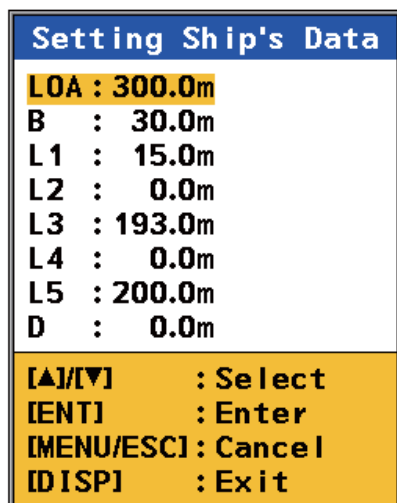 Setting Ship's Data
LOA : 300.0m
B : 30.0m
L1 : 15.0m
L2 : 0.0m
L3 : 193.0m
L4 : 0.0m
L5 : 200.0m
D : 0.0m
[▲]/[▼] : Select
[ENT] : Enter
[MENU/ESC] : Cancel
[DISP] : Exit